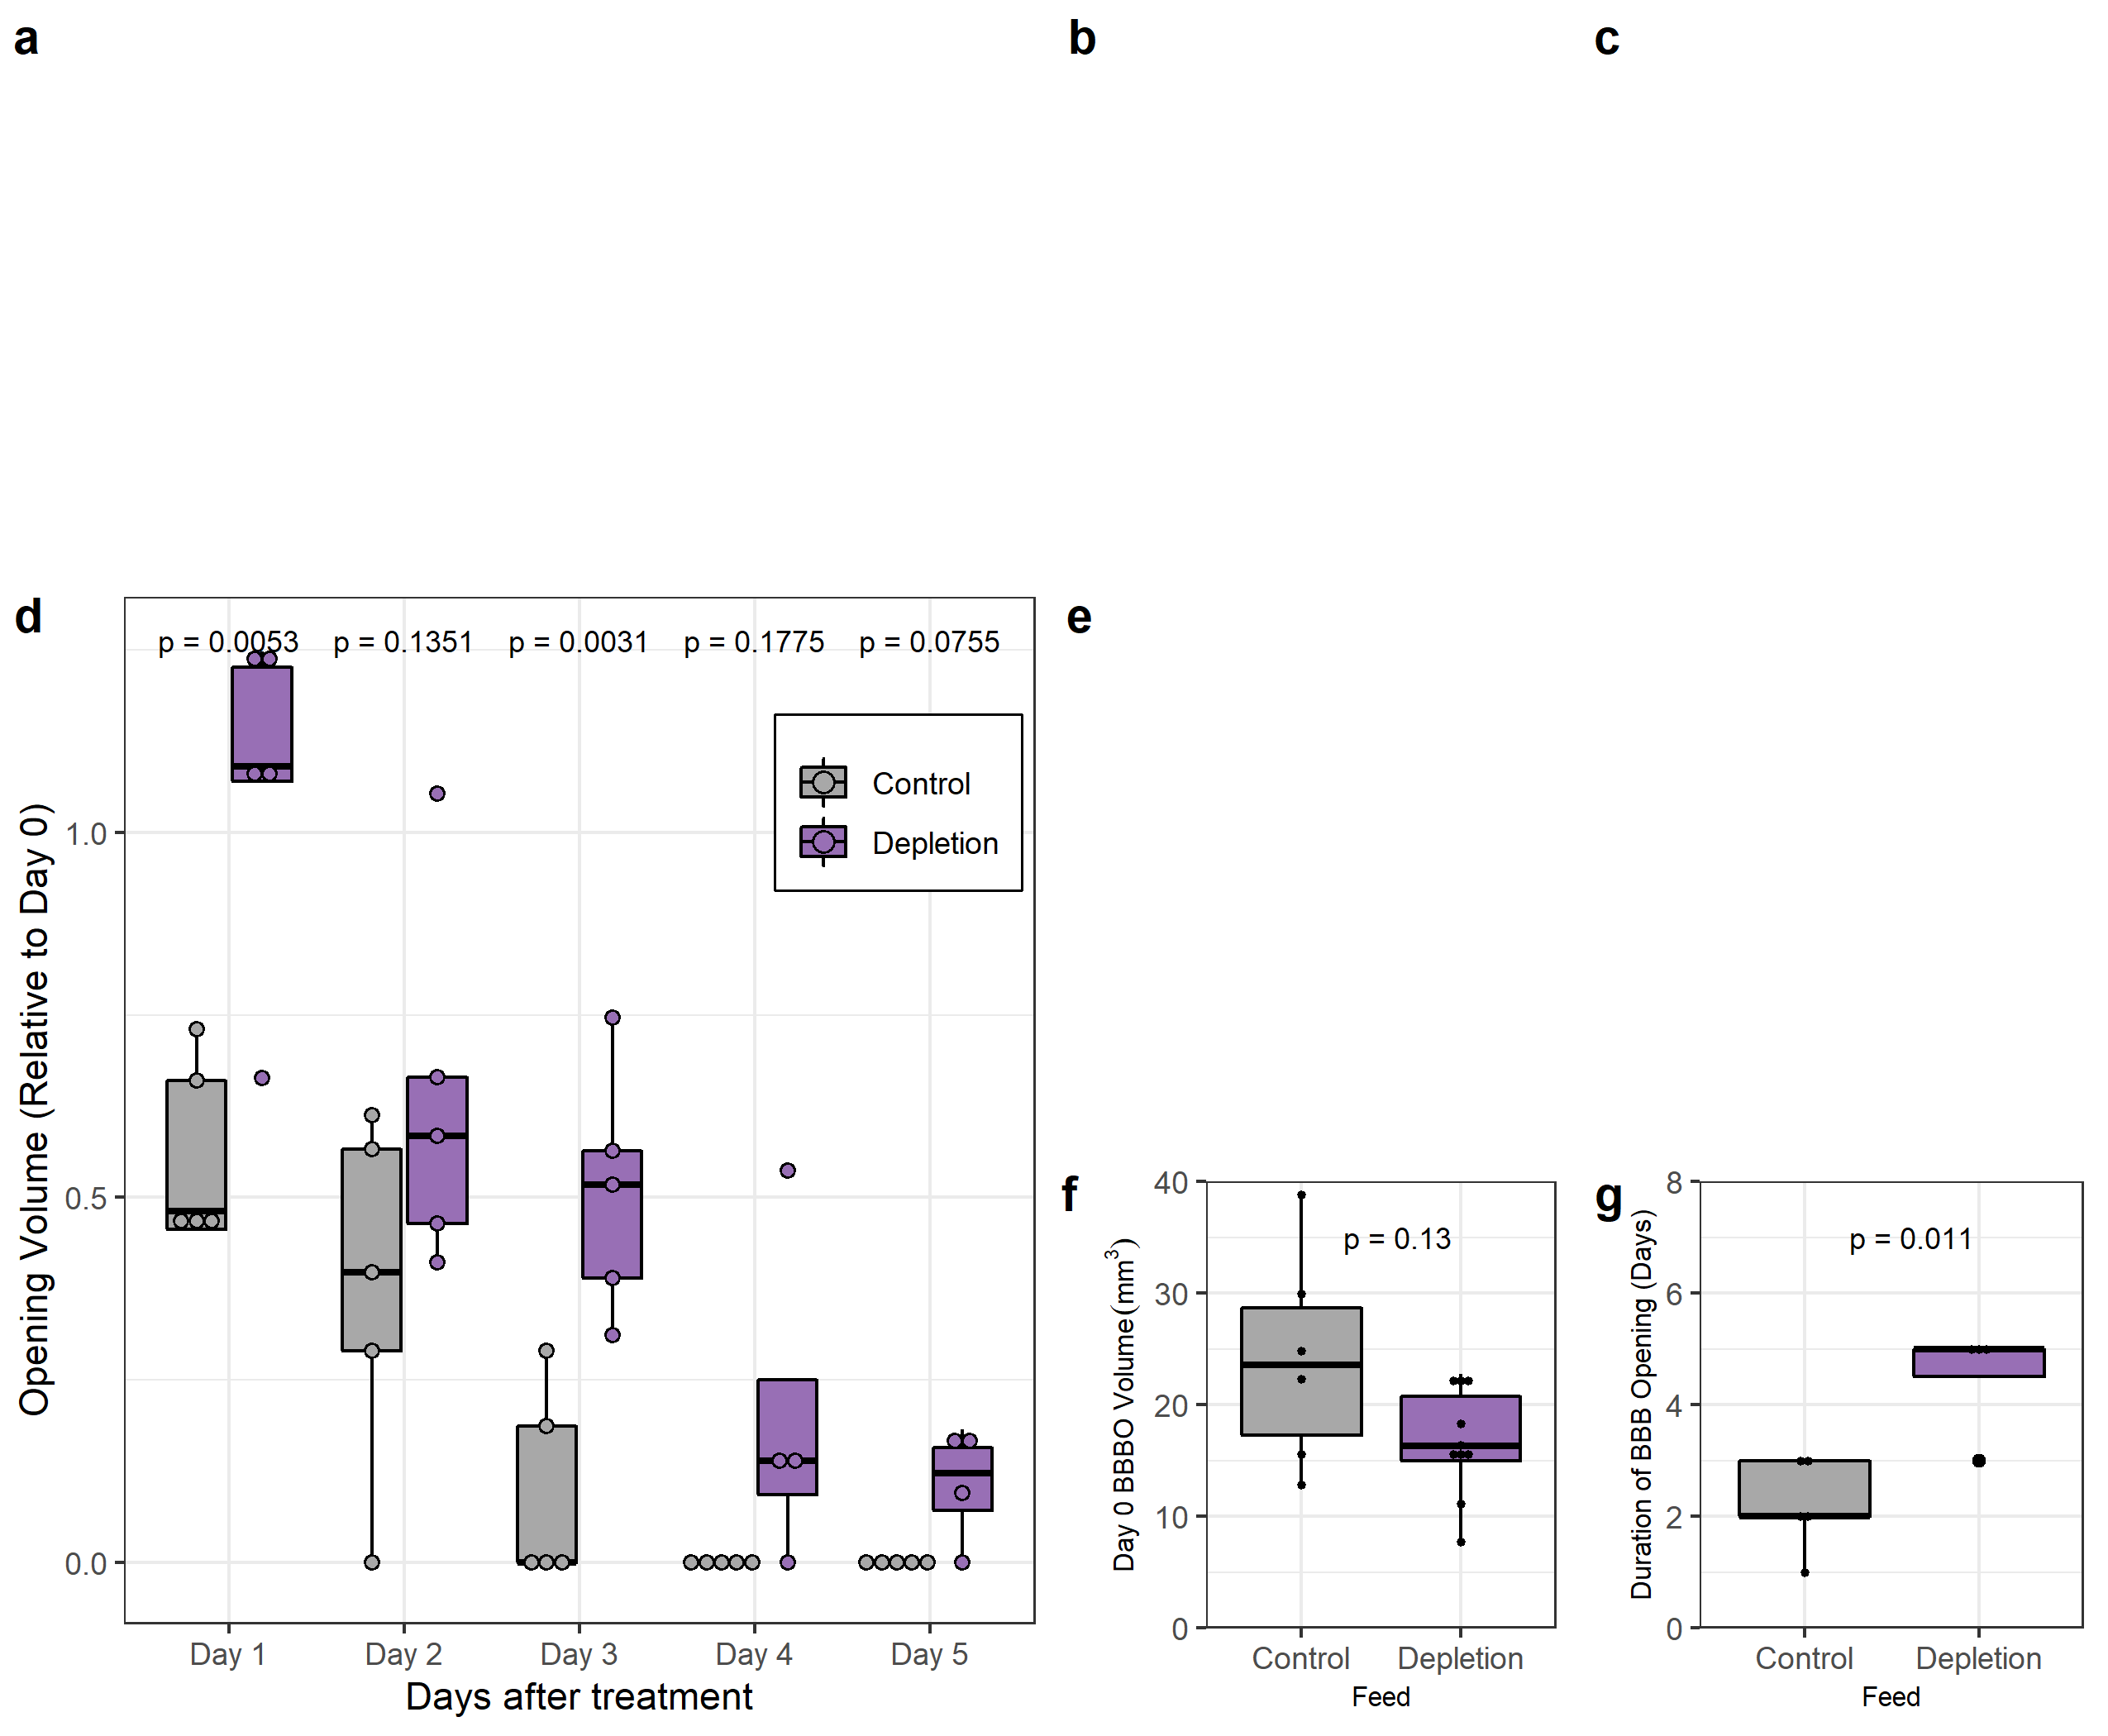 a
b
c
d
p = 0.0053
p = 0.1351
p = 0.0031
p = 0.1775
p = 0.0755
Control
Depletion
Opening Volume (Relative to Day 0)
1.0
0.5
0.0
Day 1
Day 2
Day 3
Day 4
Day 5
Days after treatment
e
f
p = 0.13
Day 0 BBBO Volume(mm³)
40
30
20
10
0
Control
Depletion
Feed
g
p = 0.011
Duration of BBB Opening (Days)
8
6
4
2
0
Control
Depletion
Feed